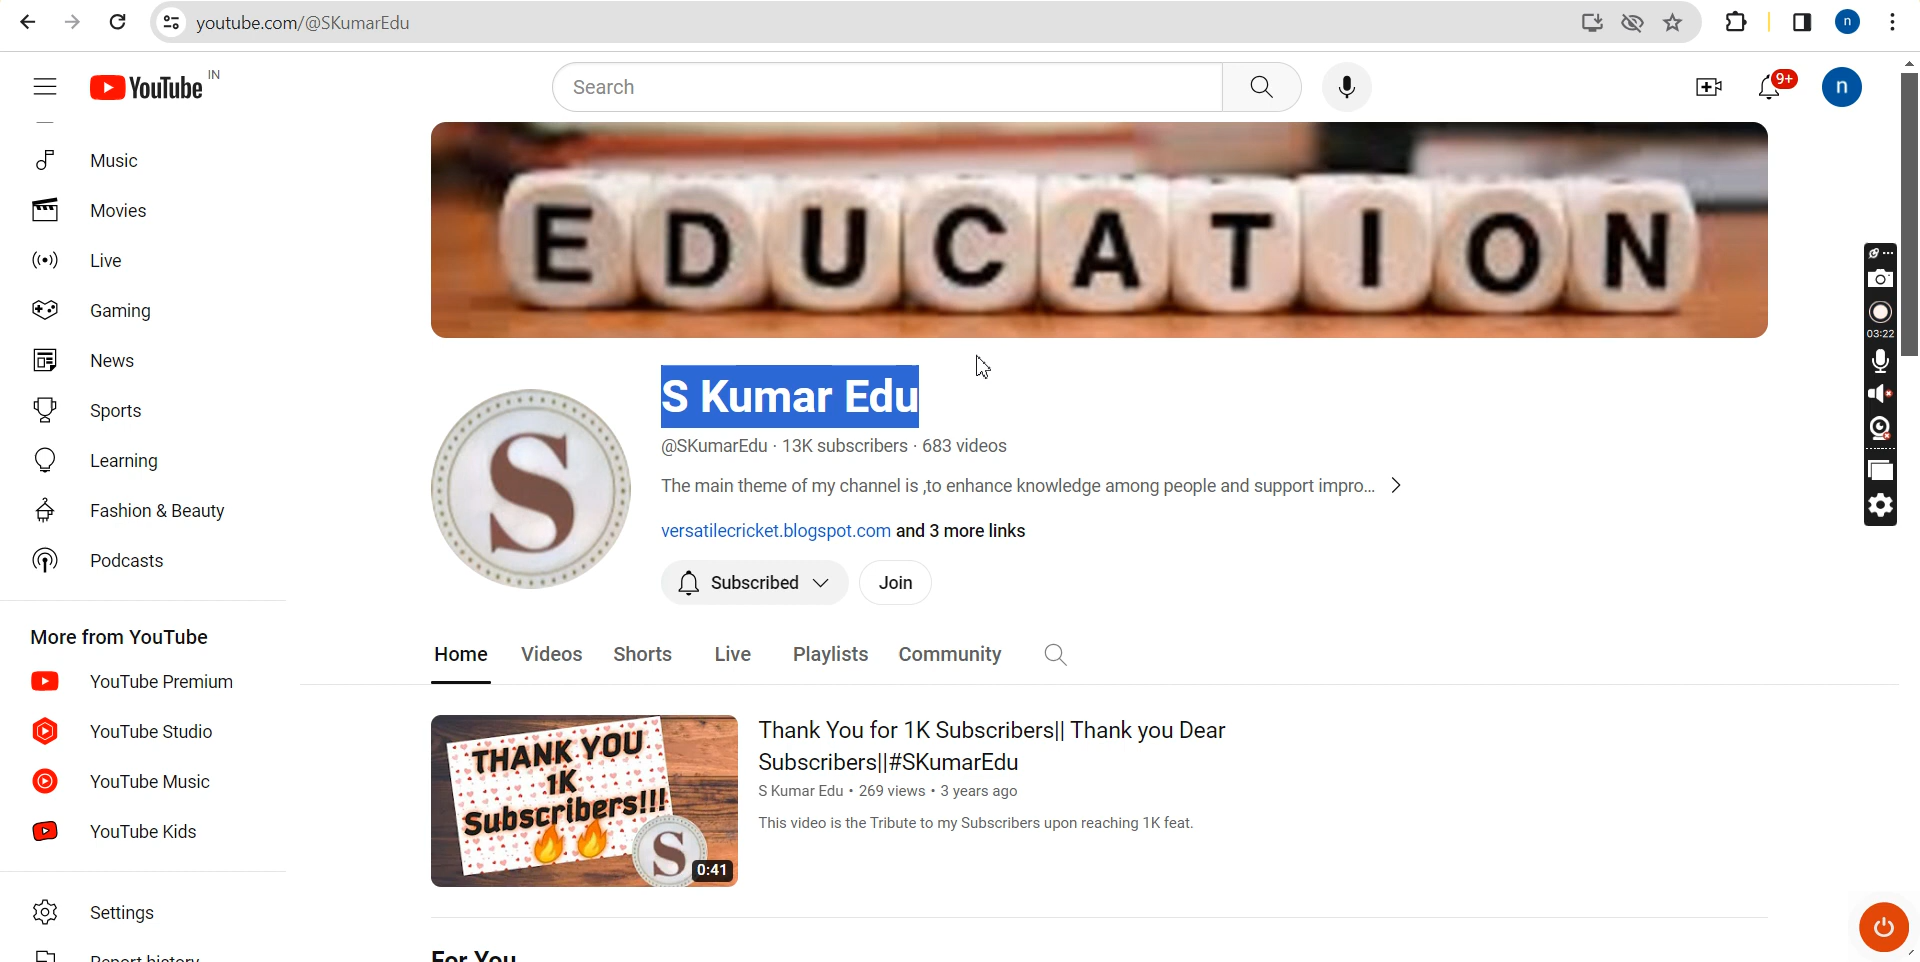 youtube.com/@SKumarEdu
n
YouTube IN
Search
9+
n
EDUCATION
Music
Movies
Live
Gaming
News
Sports
Learning
Fashion & Beauty
Podcasts
More from YouTube
YouTube Premium
YouTube Studio
YouTube Music
YouTube Kids
Settings
Report history
S
S Kumar Edu
@SKumarEdu · 13K subscribers · 683 videos
The main theme of my channel is ,to enhance knowledge among people and support impro...
versatilecricket.blogspot.com and 3 more links
Subscribed
Join
Home Videos Shorts Live Playlists Community
THANK YOU
1K
Subscribers!!!
S
0:41
Thank You for 1K Subscribers|| Thank you Dear
Subscribers||#SKumarEdu
S Kumar Edu • 269 views • 3 years ago
This video is the Tribute to my Subscribers upon reaching 1K feat.
For You
03:22